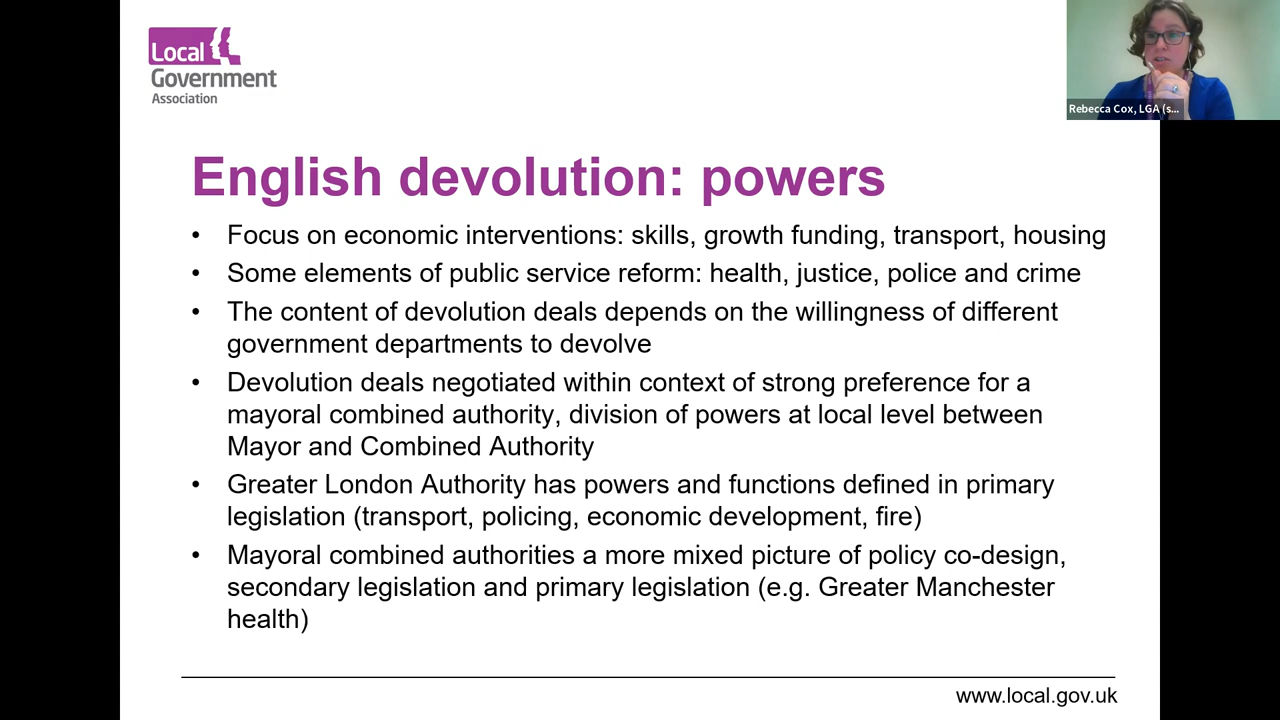 Local
Government
Association
Rebecca Cox, LGA (s...
English devolution: powers
• Focus on economic interventions: skills, growth funding, transport, housing
• Some elements of public service reform: health, justice, police and crime
• The content of devolution deals depends on the willingness of different
government departments to devolve
• Devolution deals negotiated within context of strong preference for a
mayoral combined authority, division of powers at local level between
Mayor and Combined Authority
• Greater London Authority has powers and functions defined in primary
legislation (transport, policing, economic development, fire)
• Mayoral combined authorities a more mixed picture of policy co-design,
secondary legislation and primary legislation (e.g. Greater Manchester
health)
www.local.gov.uk